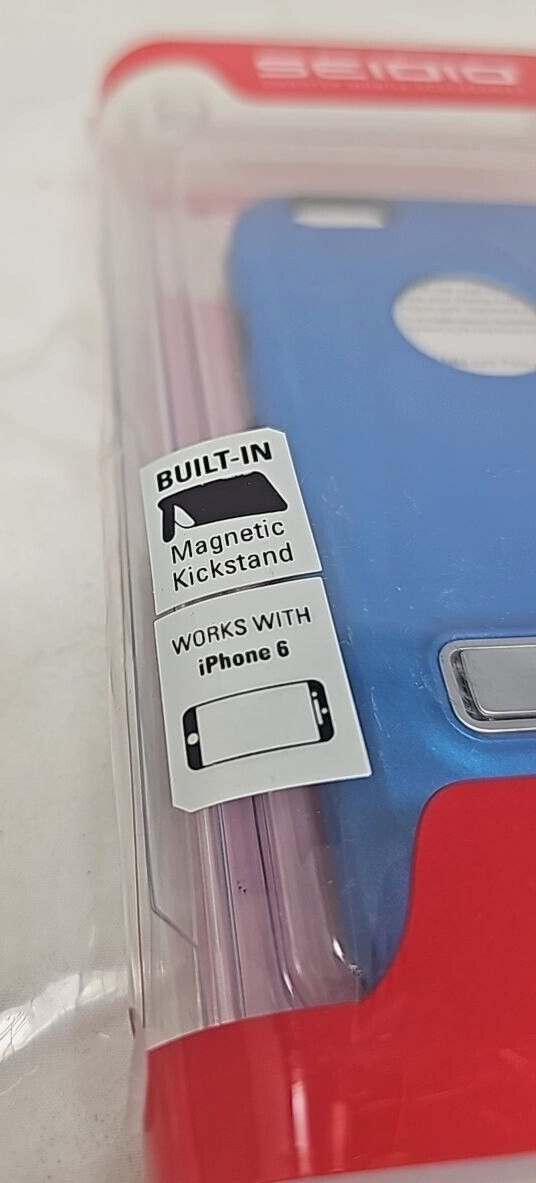 SEIDIO
BUILT-IN
Magnetic
Kickstand
WORKS WITH
iPhone 6